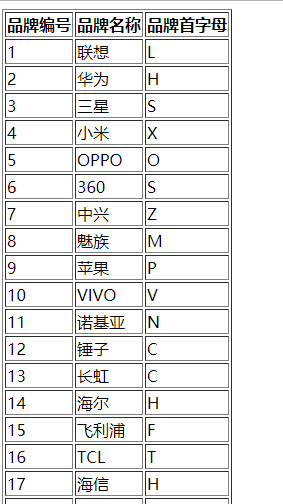 品牌编号 品牌名称 品牌首字母
1 联想 L
2 华为 H
3 三星 S
4 小米 X
5 OPPO O
6 360 S
7 中兴 Z
8 魅族 M
9 苹果 P
10 VIVO V
11 诺基亚 N
12 锤子 C
13 长虹 C
14 海尔 H
15 飞利浦 F
16 TCL T
17 海信 H